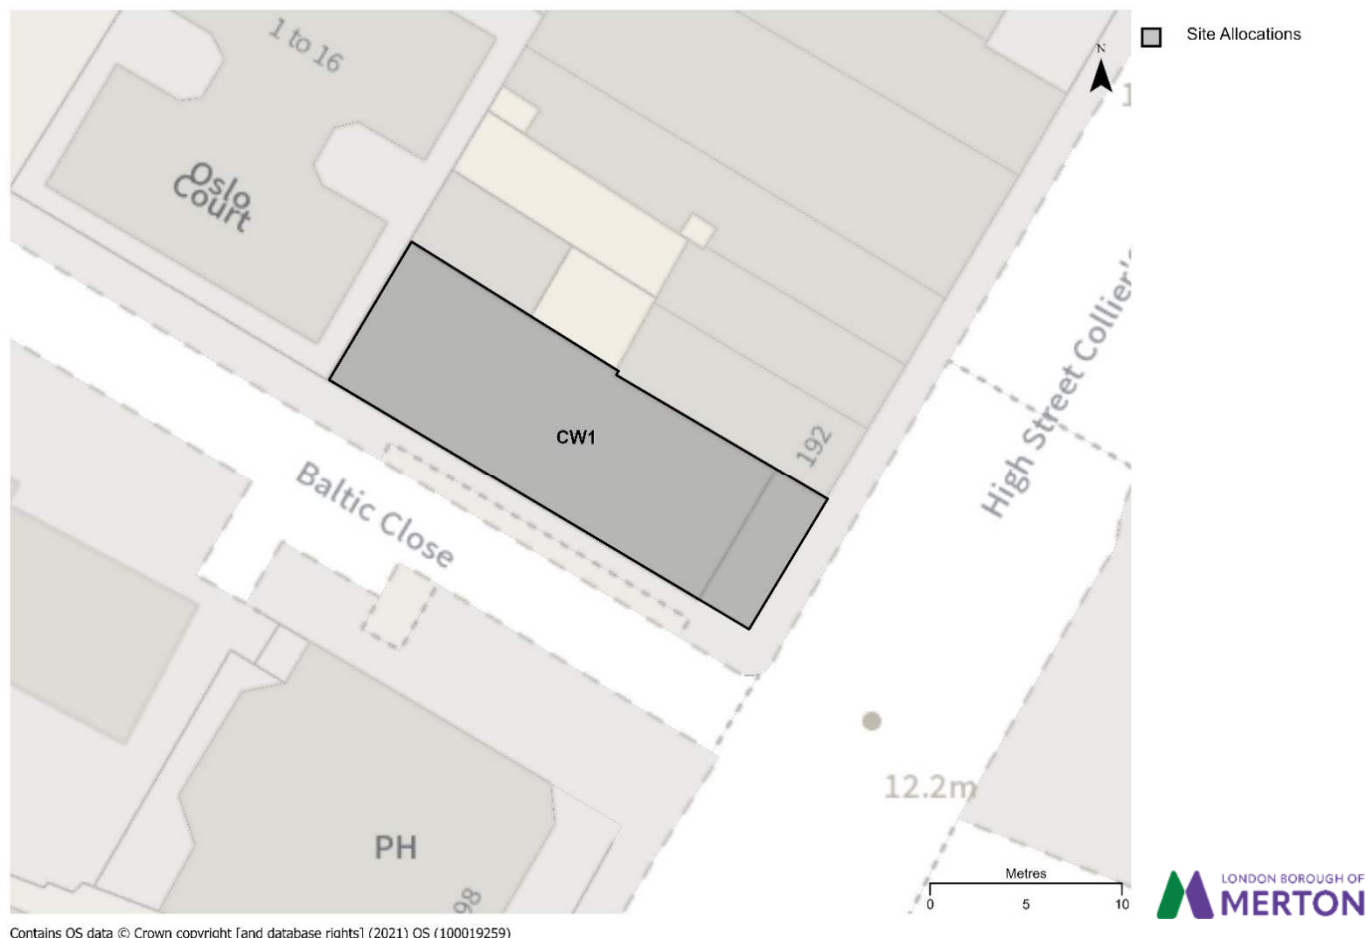 1 to 16
Site Allocations
N
Oslo
Court
High Street Collier's
192
CW1
Baltic Close
12.2m
PH
98
Metres
0 5 10
LONDON BOROUGH OF
MERTON
Contains OS data © Crown copyright [and database rights] (2021) OS (100019259)